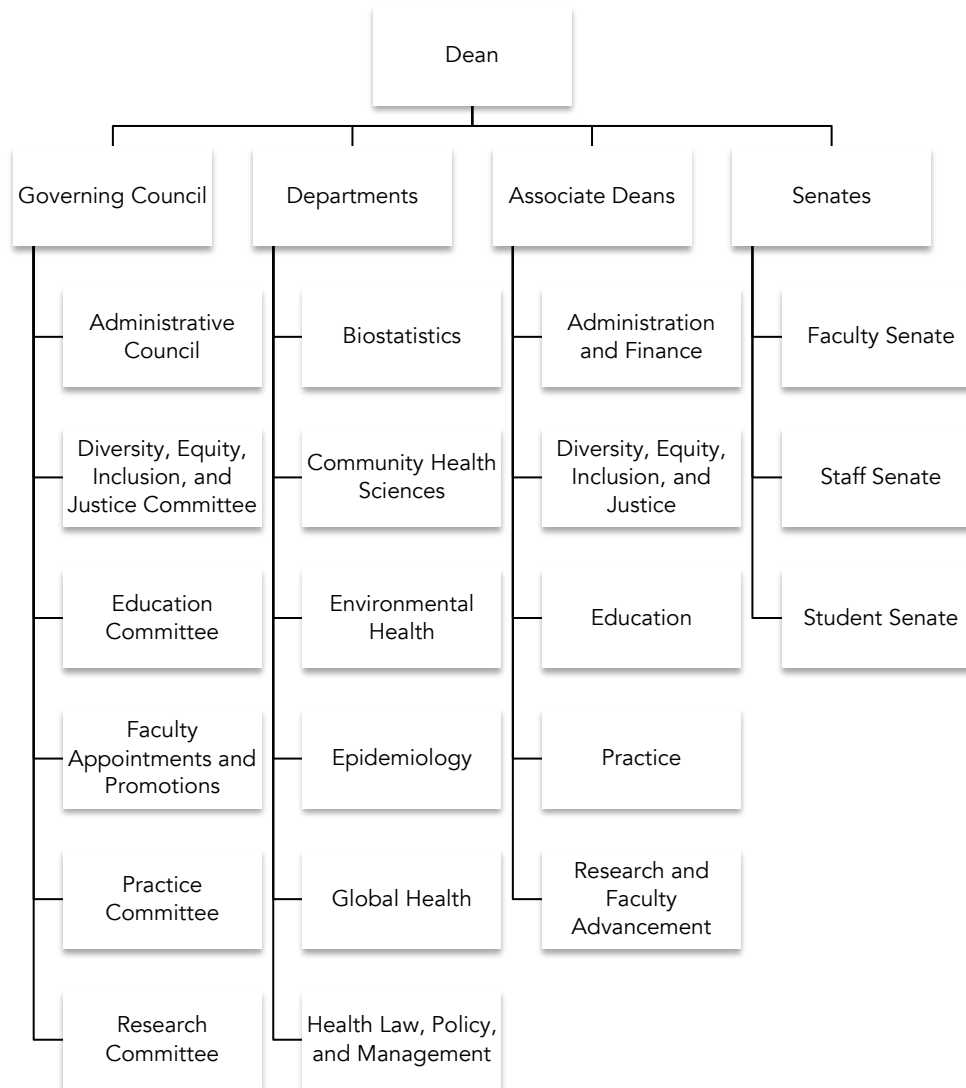 Dean
Governing Council
Departments
Associate Deans
Senates
Administrative
Council
Biostatistics
Administration
and Finance
Faculty Senate
Diversity, Equity,
Inclusion, and
Justice Committee
Community Health
Sciences
Diversity, Equity,
Inclusion, and
Justice
Staff Senate
Education
Committee
Environmental
Health
Education
Student Senate
Faculty
Appointments and
Promotions
Epidemiology
Practice
Practice
Committee
Global Health
Research and
Faculty
Advancement
Research
Committee
Health Law, Policy,
and Management